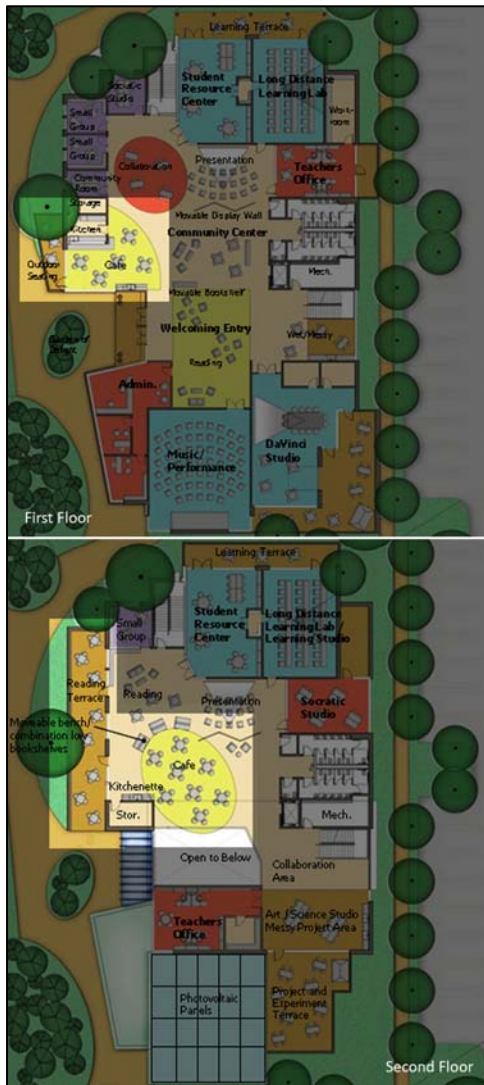 Learning Terrace
Socratic
Studio
Student
Resource
Center
Long Distance
Learning Lab
Work-
room
Small
Group
Small
Group
Collaboration
Presentation
Teachers
Office
Community
Room
Storage
Movable Display Wall
Kitchen
Community Center
Outdoor
Seating
Cafe
Mech.
Movable Bookshelf
Welcoming Entry
Wet/Messy
Reading
Admin.
Music/
Performance
DaVinci
Studio
First Floor
Learning Terrace
Small
Group
Student
Resource
Center
Long Distance
Learning Lab
Learning Studio
Reading
Terrace
Reading
Presentation
Socratic
Studio
Moveable bench/
combination low
bookshelves
Cafe
Kitchenette
Stor.
Mech.
Open to Below
Collaboration
Area
Teachers
Office
Art / Science Studio
Messy Project Area
Photovoltaic
Panels
Project and
Experiment
Terrace
Second Floor